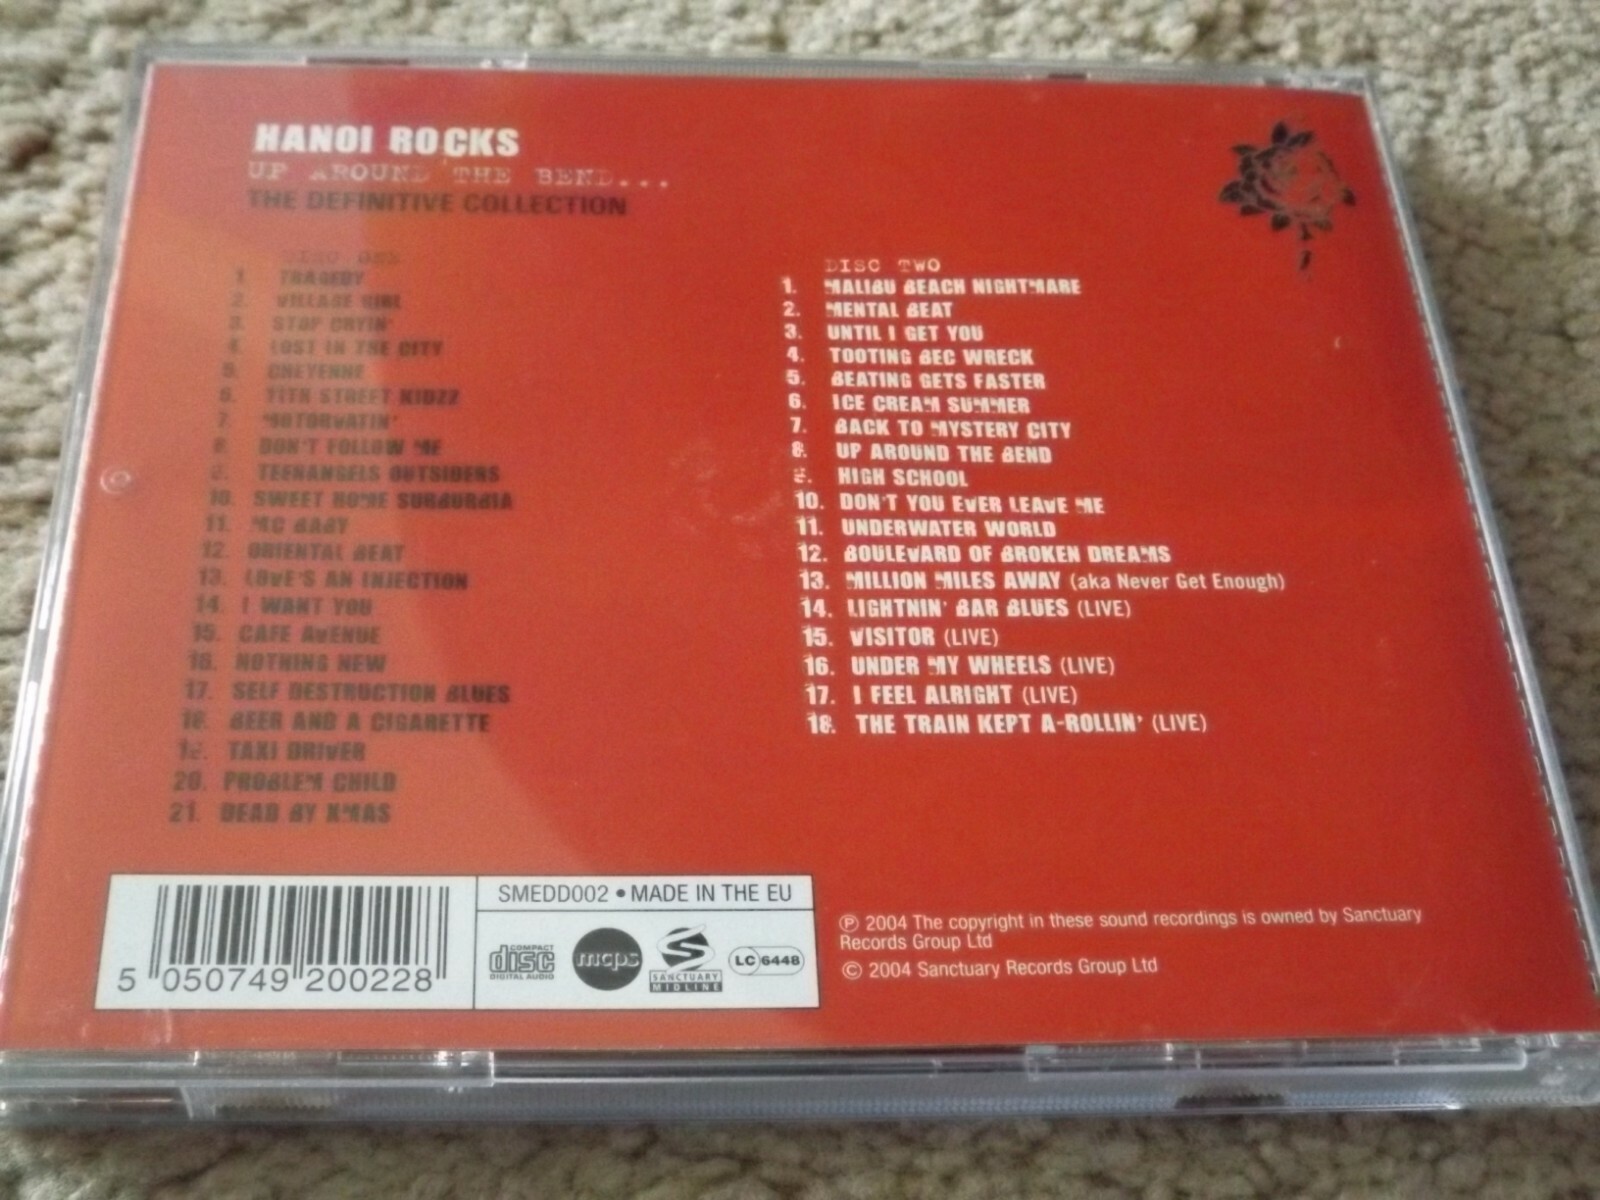 HANOI ROCKS
UP AROUND THE BEND...
THE DEFINITIVE COLLECTION
DISC ONE
1. TRAGEDY
2. VILLAGE GIRL
3. STOP CRYIN'
4. LOST IN THE CITY
5. CHEYENNE
6. 11TH STREET KIDZZ
7. MOTORVATIN'
8. DON'T FOLLOW ME
9. TEENANGELS OUTSIDERS
10. SWEET HOME SUBURBIA
11. MC BABY
12. ORIENTAL BEAT
13. LOVE'S AN INJECTION
14. I WANT YOU
15. CAFE AVENUE
16. NOTHING NEW
17. SELF DESTRUCTION BLUES
18. BEER AND A CIGARETTE
19. TAXI DRIVER
20. PROBLEM CHILD
21. DEAD BY XMAS
DISC TWO
1. MALIBU BEACH NIGHTMARE
2. MENTAL BEAT
3. UNTIL I GET YOU
4. TOOTING BEC WRECK
5. BEATING GETS FASTER
6. ICE CREAM SUMMER
7. BACK TO MYSTERY CITY
8. UP AROUND THE BEND
9. HIGH SCHOOL
10. DON'T YOU EVER LEAVE ME
11. UNDERWATER WORLD
12. BOULEVARD OF BROKEN DREAMS
13. MILLION MILES AWAY (aka Never Get Enough)
14. LIGHTNIN' BAR BLUES (LIVE)
15. VISITOR (LIVE)
16. UNDER MY WHEELS (LIVE)
17. I FEEL ALRIGHT (LIVE)
18. THE TRAIN KEPT A-ROLLIN' (LIVE)
5 050749 200228
SMEDD002 • MADE IN THE EU
COMPACT
disc
DIGITAL AUDIO
mcps
SANCTUARY
MIDLINE
LC 6448
℗ 2004 The copyright in these sound recordings is owned by Sanctuary
Records Group Ltd
© 2004 Sanctuary Records Group Ltd